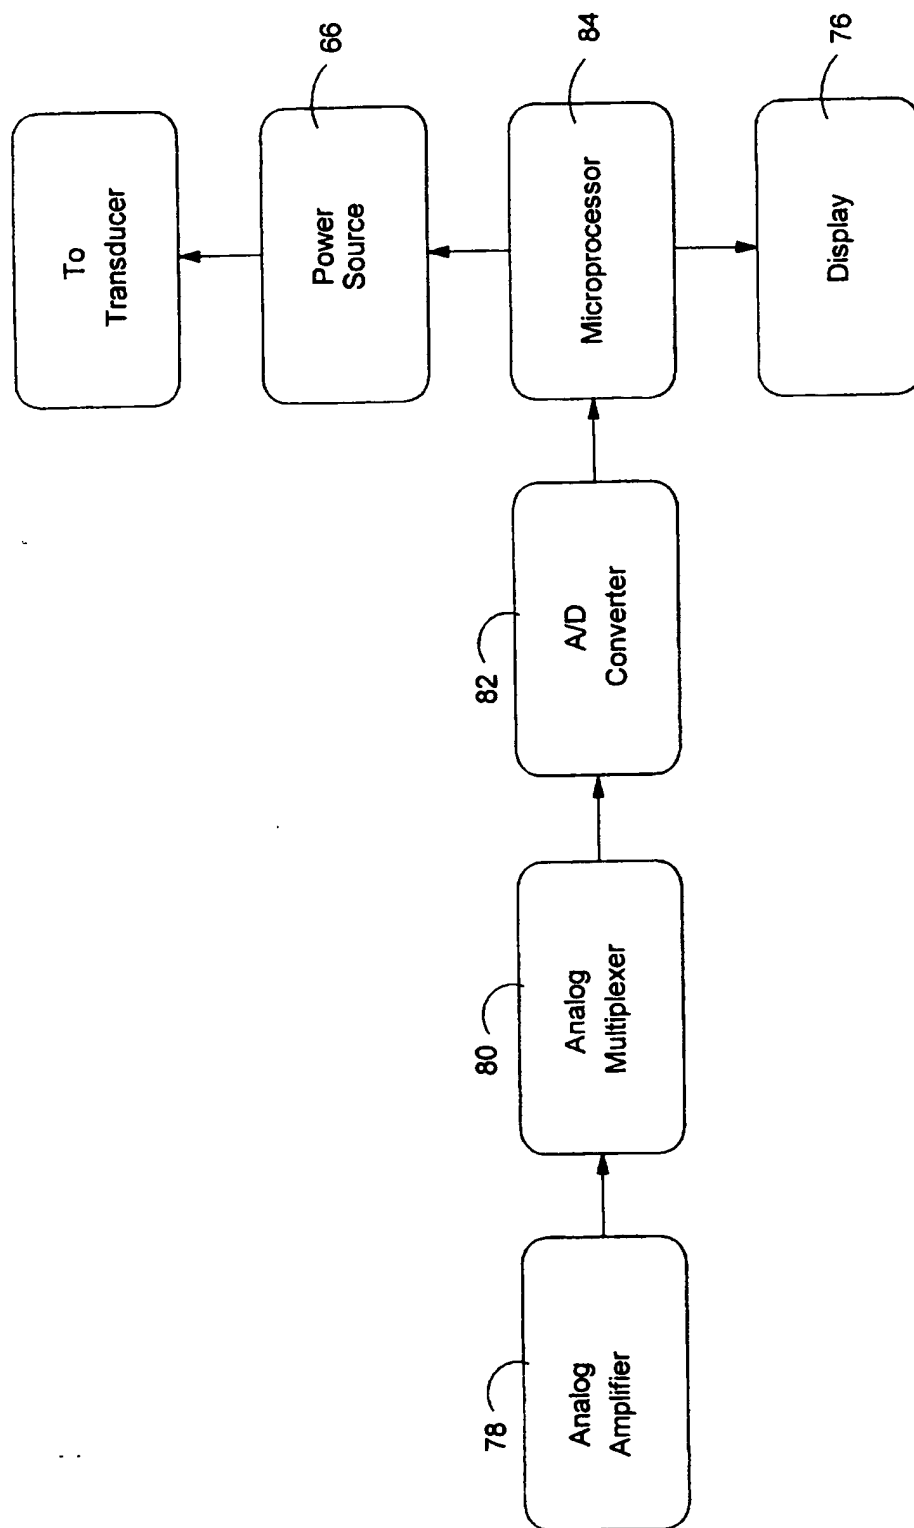 To
Transducer
66
Power
Source
78
Analog
Amplifier
80
Analog
Multiplexer
82
A/D
Converter
84
Microprocessor
76
Display